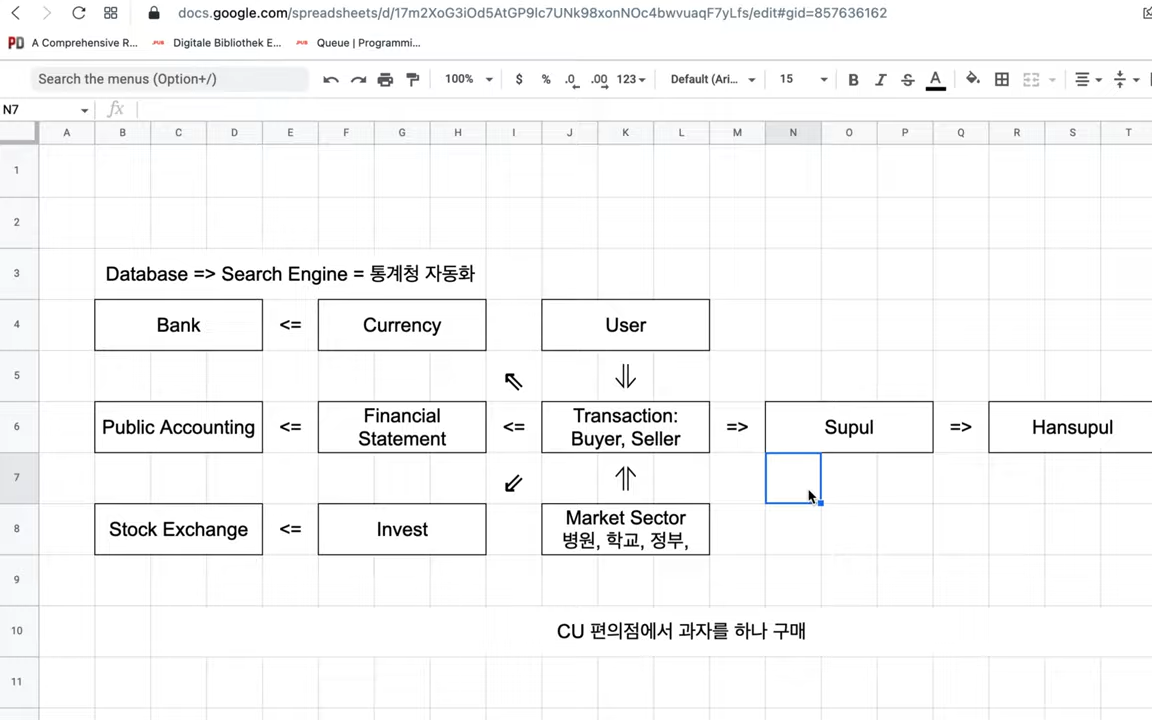 docs.google.com/spreadsheets/d/17m2XoG3iOd5AtGP9lc7UNk98xonNOc4bwvuaqF7yLfs/edit#gid=857636162
PD A Comprehensive R... PUB Digitale Bibliothek E... PUB Queue | Programmi...
Search the menus (Option+/) 100% $ % .0 .00 123 Default (Ari... 15 B I S A
N7 fx
A B C D E F G H I J K L M N O P Q R S T
1
2
3 Database => Search Engine = 통계청 자동화
4 Bank <= Currency User
5 ⇖ ⇓
6 Public Accounting <= Financial Statement <= Transaction: Buyer, Seller => Supul => Hansupul
7 ⇙ ⇑
8 Stock Exchange <= Invest Market Sector 병원, 학교, 정부,
9
10 CU 편의점에서 과자를 하나 구매
11